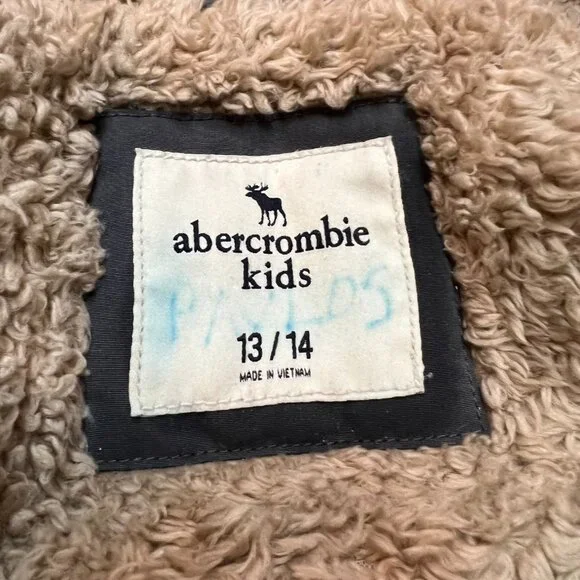 abercrombie
kids
13 / 14
MADE IN VIETNAM